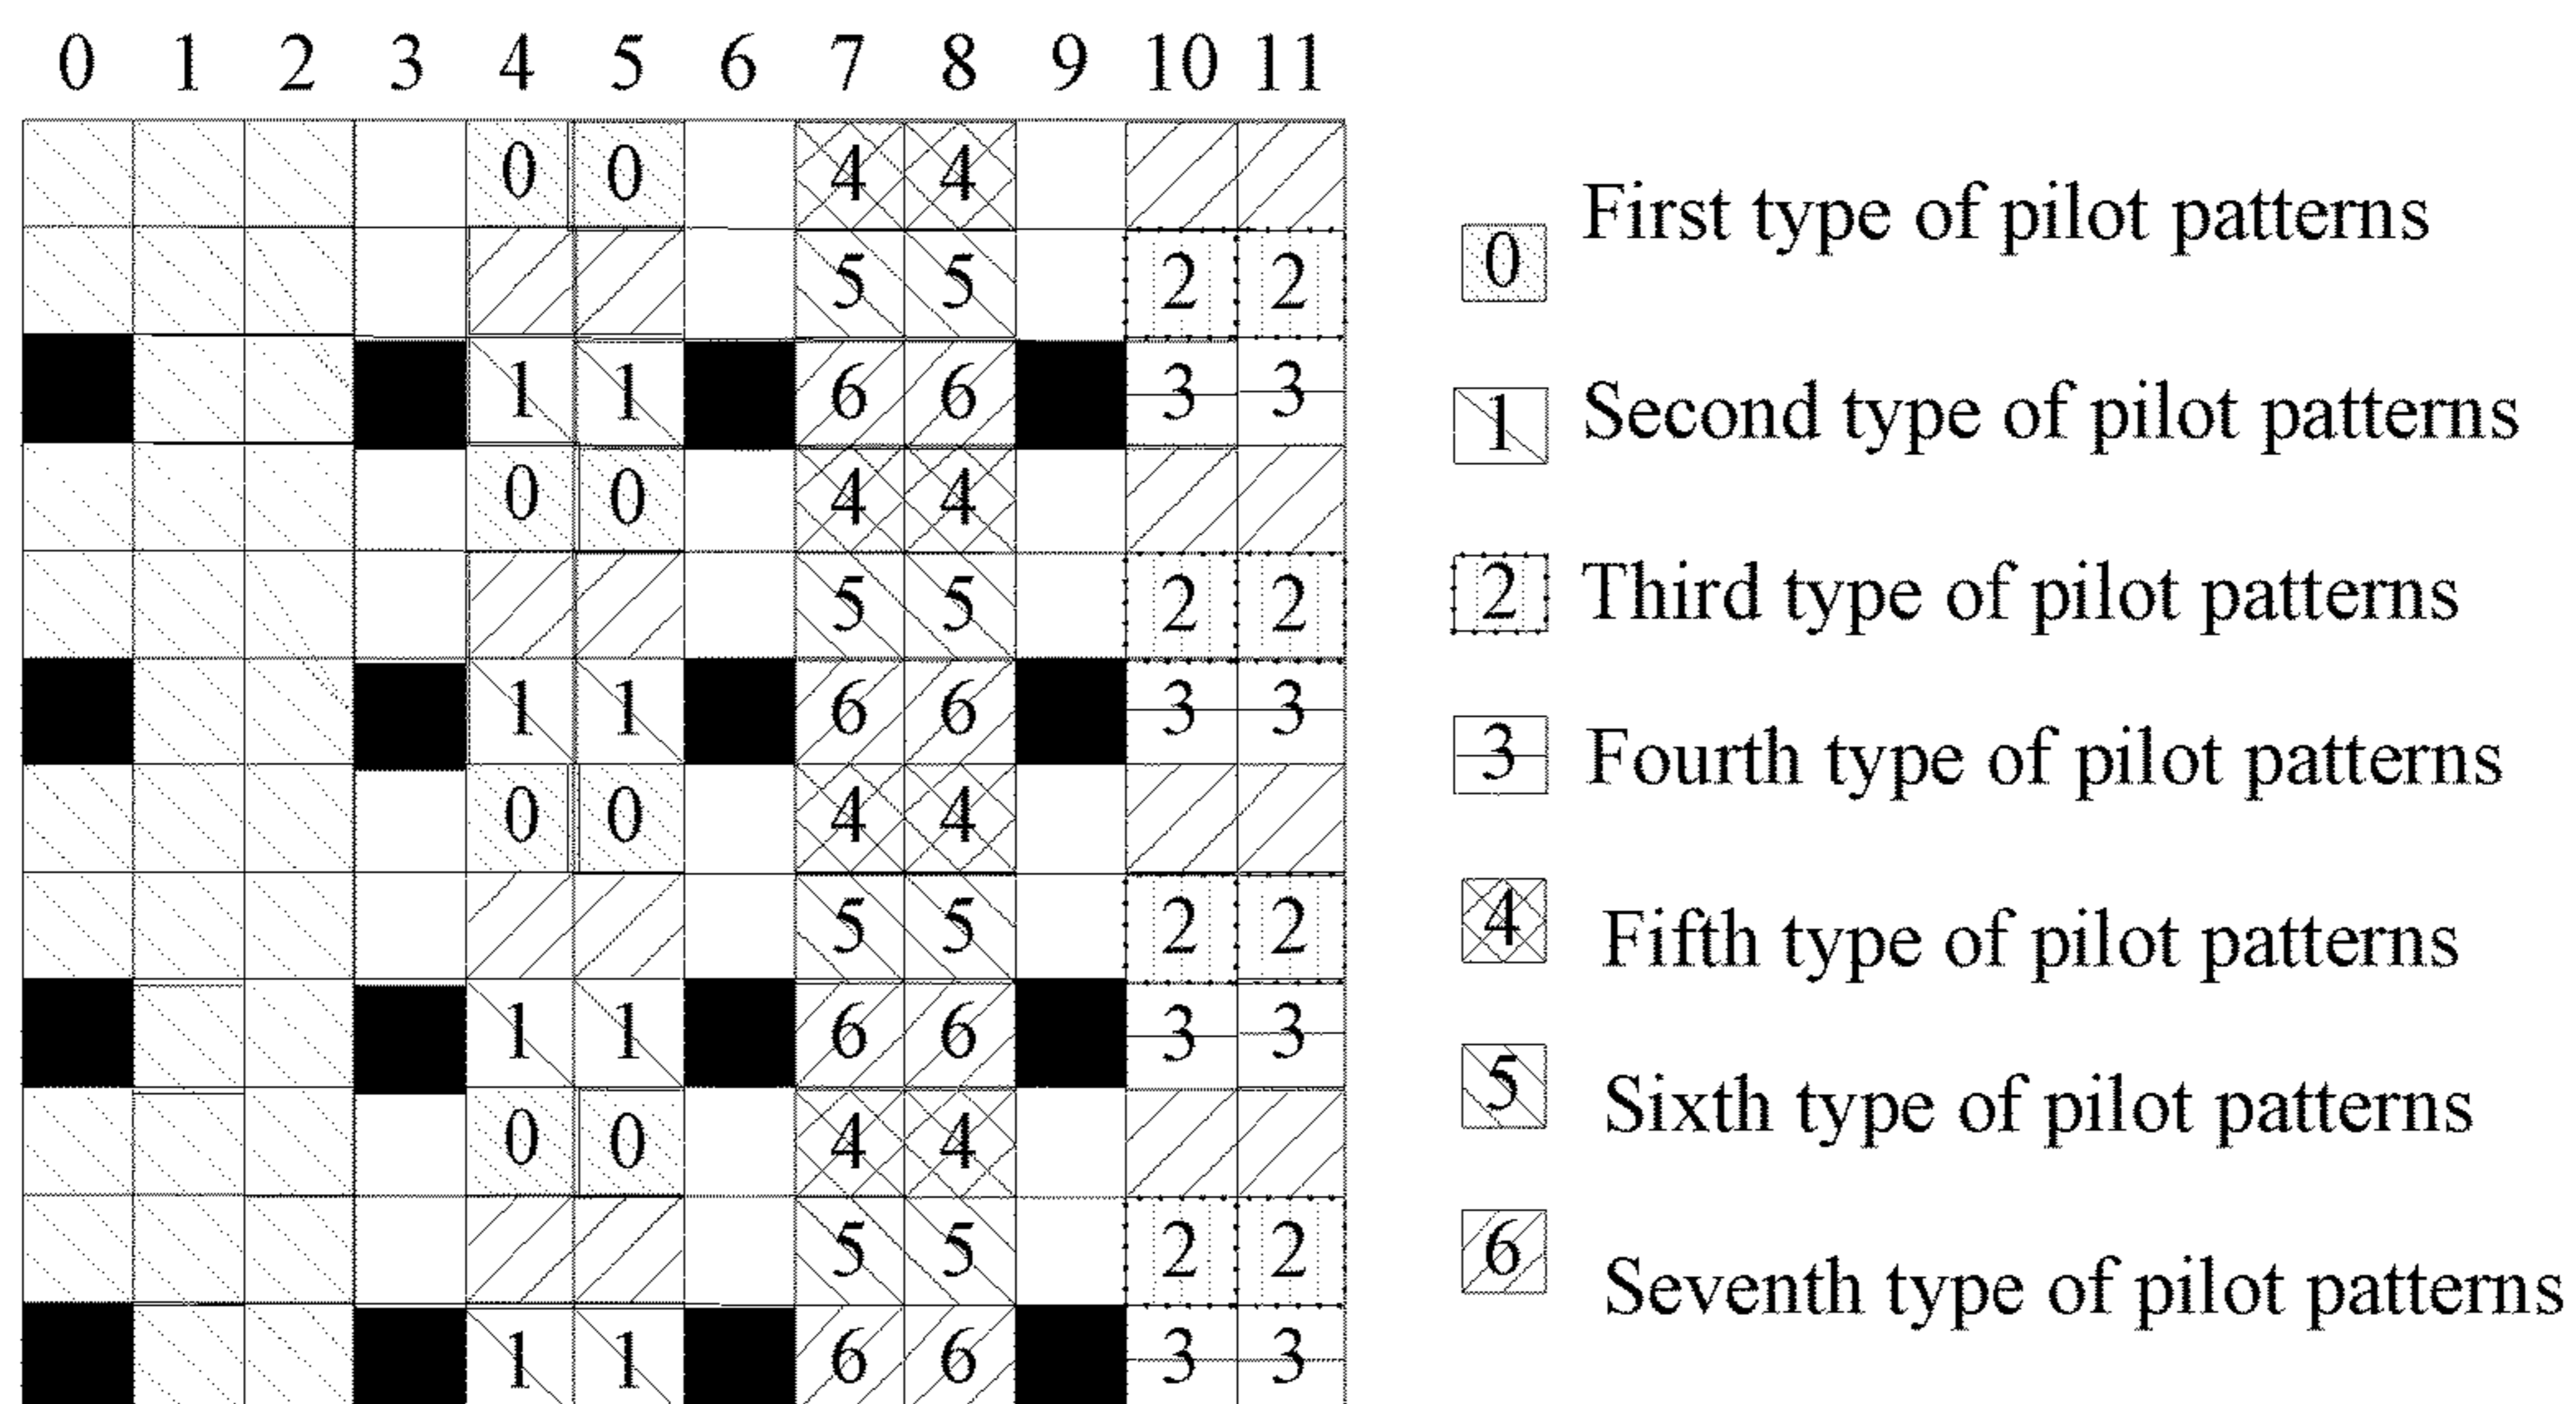 0 1 2 3 4 5 6 7 8 9 10 11
0 0 4 4
5 5 2 2
1 1 6 6 3 3
0 0 4 4
5 5 2 2
1 1 6 6 3 3
0 0 4 4
5 5 2 2
1 1 6 6 3 3
0 0 4 4
5 5 2 2
1 1 6 6 3 3
0 First type of pilot patterns
1 Second type of pilot patterns
2 Third type of pilot patterns
3 Fourth type of pilot patterns
4 Fifth type of pilot patterns
5 Sixth type of pilot patterns
6 Seventh type of pilot patterns